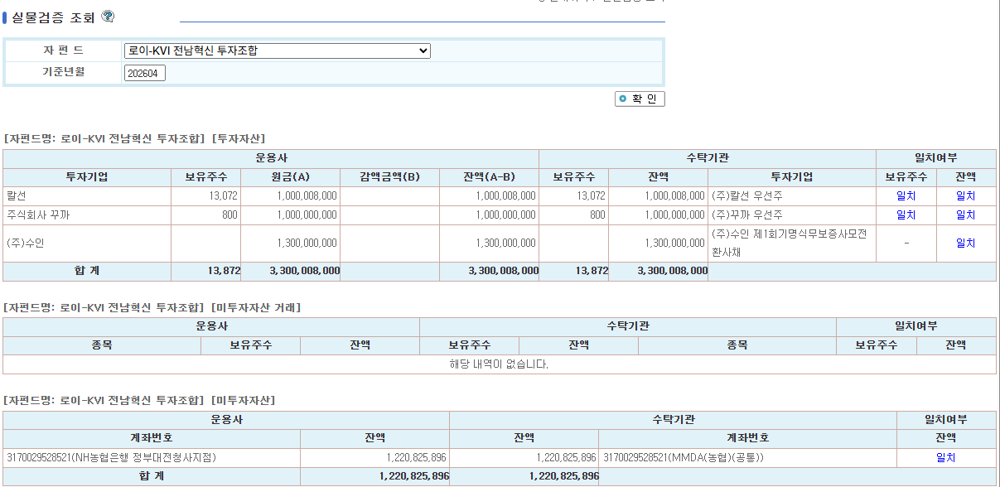 실물검증 조회
자 펀 드 로이-KVI 전남혁신 투자조합
기준년월 202604
확 인
[자펀드명: 로이-KVI 전남혁신 투자조합] [투자자산]
운용사 수탁기관 일치여부
투자기업 보유주수 원금(A) 감액금액(B) 잔액(A-B) 보유주수 잔액 투자기업 보유주수 잔액
칼선 13,072 1,000,008,000 1,000,008,000 13,072 1,000,008,000 (주)칼선 우선주 일치 일치
주식회사 꾸까 800 1,000,000,000 1,000,000,000 800 1,000,000,000 (주)꾸까 우선주 일치 일치
(주)수인 1,300,000,000 1,300,000,000 1,300,000,000 (주)수인 제1회기명식무보증사모전
환사채 - 일치
합 계 13,872 3,300,008,000 3,300,008,000 13,872 3,300,008,000
[자펀드명: 로이-KVI 전남혁신 투자조합] [미투자자산 거래]
운용사 수탁기관 일치여부
종목 보유주수 잔액 보유주수 잔액 종목 보유주수 잔액
해당 내역이 없습니다.
[자펀드명: 로이-KVI 전남혁신 투자조합] [미투자자산]
운용사 수탁기관 일치여부
계좌번호 잔액 잔액 계좌번호 잔액
3170029528521(NH농협은행 정부대전청사지점) 1,220,825,896 1,220,825,896 3170029528521(MMDA(농협)(공통)) 일치
합 계 1,220,825,896 1,220,825,896